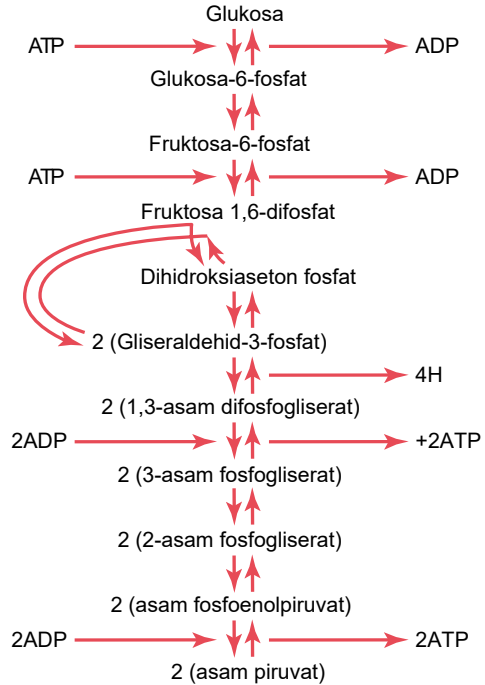 Glukosa
ATP ADP
Glukosa-6-fosfat
Fruktosa-6-fosfat
ATP ADP
Fruktosa 1,6-difosfat
Dihidroksiaseton fosfat
2 (Gliseraldehid-3-fosfat)
4H
2 (1,3-asam difosfogliserat)
2ADP +2ATP
2 (3-asam fosfogliserat)
2 (2-asam fosfogliserat)
2 (asam fosfoenolpiruvat)
2ADP 2ATP
2 (asam piruvat)